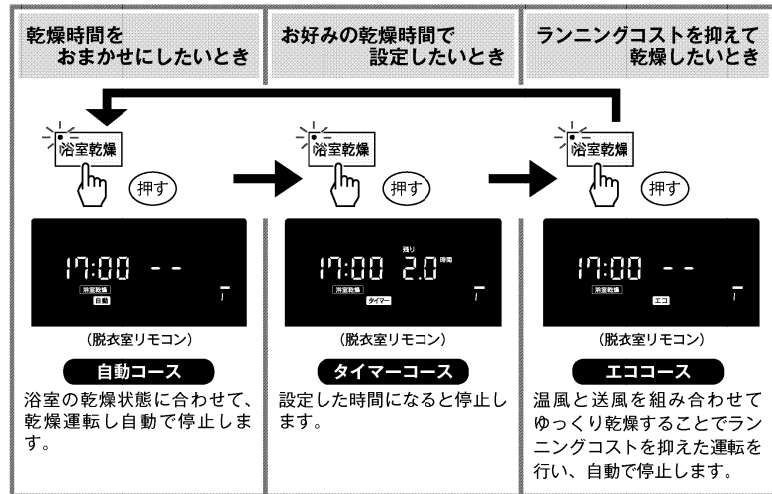 乾燥時間を
おまかせにしたいとき
浴室乾燥
押す
17:00 --
浴室乾燥
自動
(脱衣室リモコン)
自動コース
浴室の乾燥状態に合わせて、
乾燥運転し自動で停止しま
す。
お好みの乾燥時間で
設定したいとき
浴室乾燥
押す
残り
17:00 2.0 時間
浴室乾燥
タイマー
(脱衣室リモコン)
タイマーコース
設定した時間になると停止し
ます。
ランニングコストを抑えて
乾燥したいとき
浴室乾燥
押す
17:00 --
浴室乾燥
エコ
(脱衣室リモコン)
エココース
温風と送風を組み合わせて
ゆっくり乾燥することでラン
ニングコストを抑えた運転を
行い、自動で停止します。